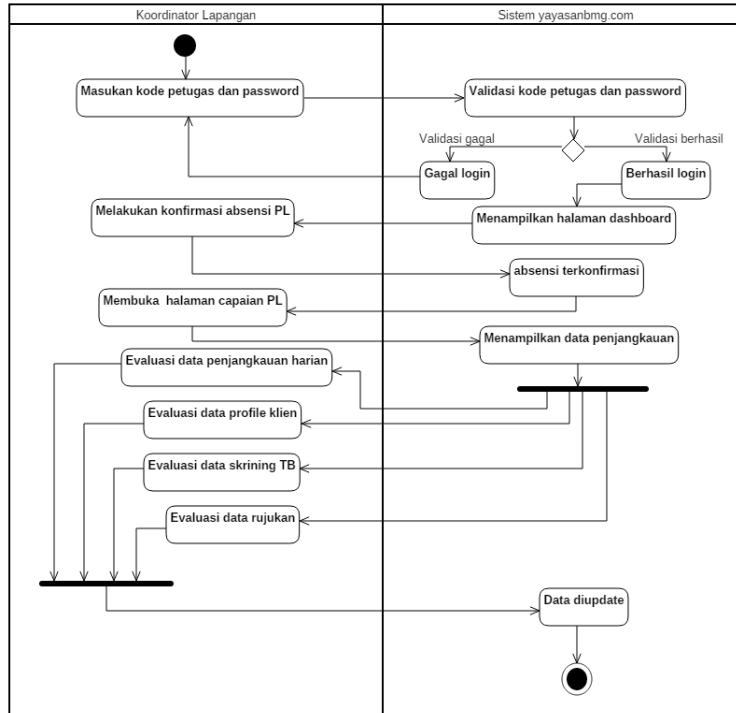 Koordinator Lapangan
Sistem yayasanbmg.com
Masukan kode petugas dan password
Validasi kode petugas dan password
Validasi gagal
Validasi berhasil
Gagal login
Berhasil login
Melakukan konfirmasi absensi PL
Menampilkan halaman dashboard
absensi terkonfirmasi
Membuka  halaman capaian PL
Menampilkan data penjangkauan
Evaluasi data penjangkauan harian
Evaluasi data profile klien
Evaluasi data skrining TB
Evaluasi data rujukan
Data diupdate